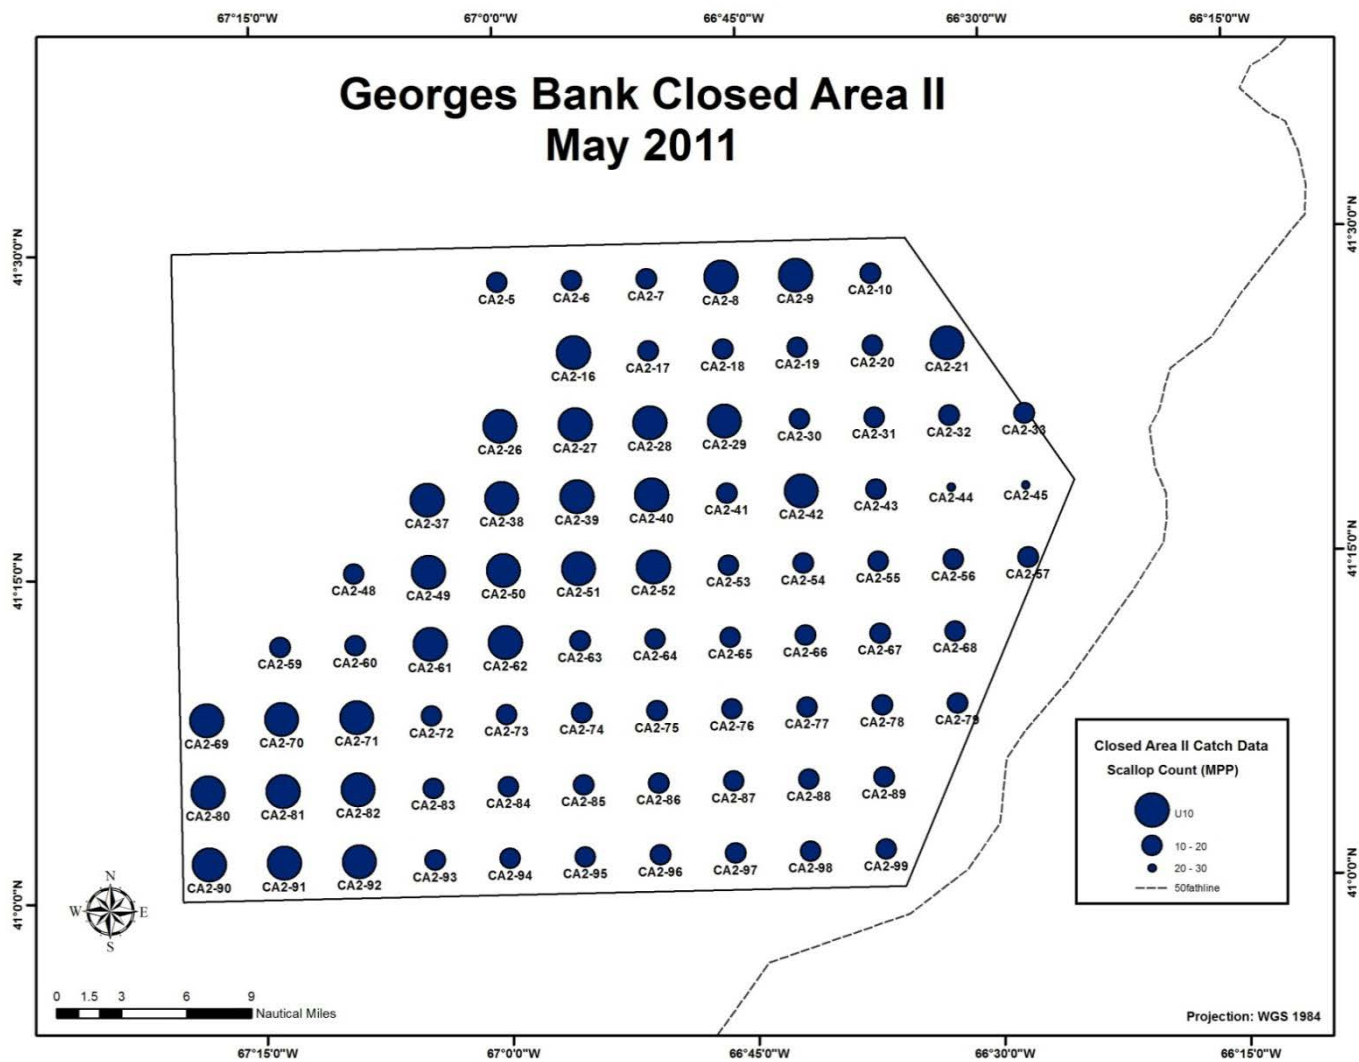 67°15'0"W 67°0'0"W 66°45'0"W 66°30'0"W 66°15'0"W
Georges Bank Closed Area II
May 2011
41°30'0"N 41°30'0"N
CA2-5 CA2-6 CA2-7 CA2-8 CA2-9 CA2-10
CA2-16 CA2-17 CA2-18 CA2-19 CA2-20 CA2-21
CA2-26 CA2-27 CA2-28 CA2-29 CA2-30 CA2-31 CA2-32 CA2-33
CA2-37 CA2-38 CA2-39 CA2-40 CA2-41 CA2-42 CA2-43 CA2-44 CA2-45
41°15'0"N 41°15'0"N
CA2-48 CA2-49 CA2-50 CA2-51 CA2-52 CA2-53 CA2-54 CA2-55 CA2-56 CA2-57
CA2-59 CA2-60 CA2-61 CA2-62 CA2-63 CA2-64 CA2-65 CA2-66 CA2-67 CA2-68
CA2-69 CA2-70 CA2-71 CA2-72 CA2-73 CA2-74 CA2-75 CA2-76 CA2-77 CA2-78 CA2-79
CA2-80 CA2-81 CA2-82 CA2-83 CA2-84 CA2-85 CA2-86 CA2-87 CA2-88 CA2-89
CA2-90 CA2-91 CA2-92 CA2-93 CA2-94 CA2-95 CA2-96 CA2-97 CA2-98 CA2-99
41°0'0"N 41°0'0"N
Closed Area II Catch Data
Scallop Count (MPP)
U10
10 - 20
20 - 30
50fathline
N
W E
S
0 1.5 3 6 9
Nautical Miles
Projection: WGS 1984
67°15'0"W 67°0'0"W 66°45'0"W 66°30'0"W 66°15'0"W